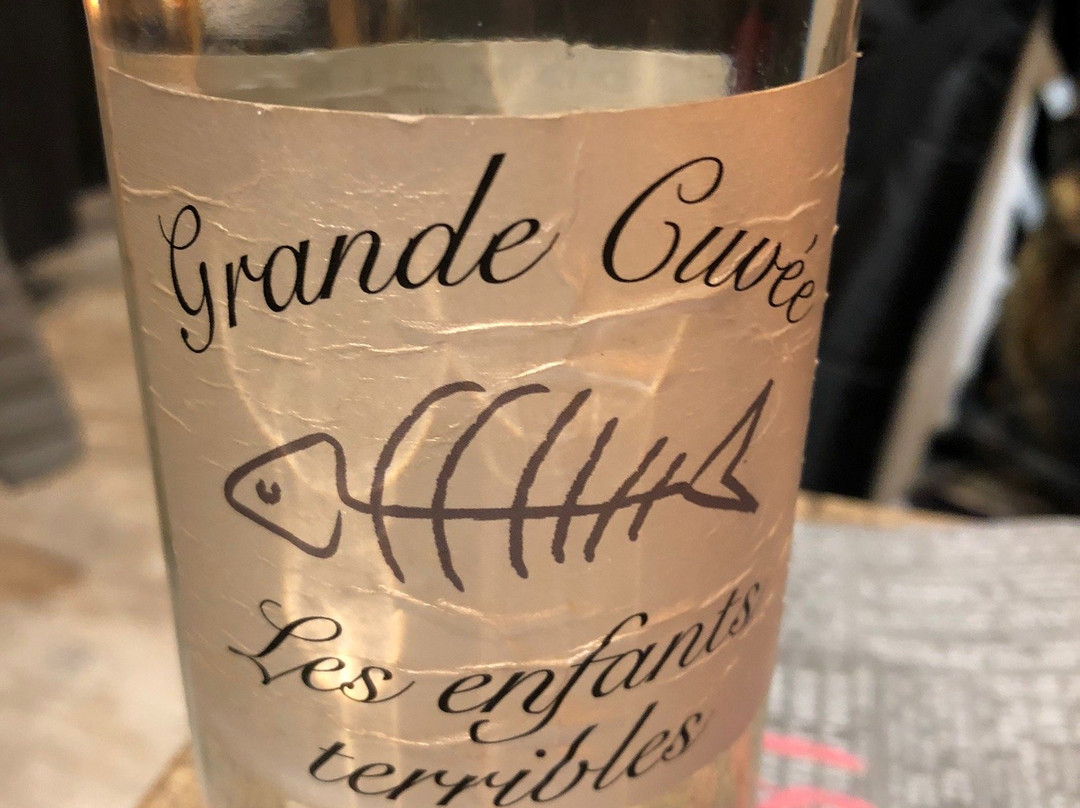 Grande Cuvée
Les enfants
terribles